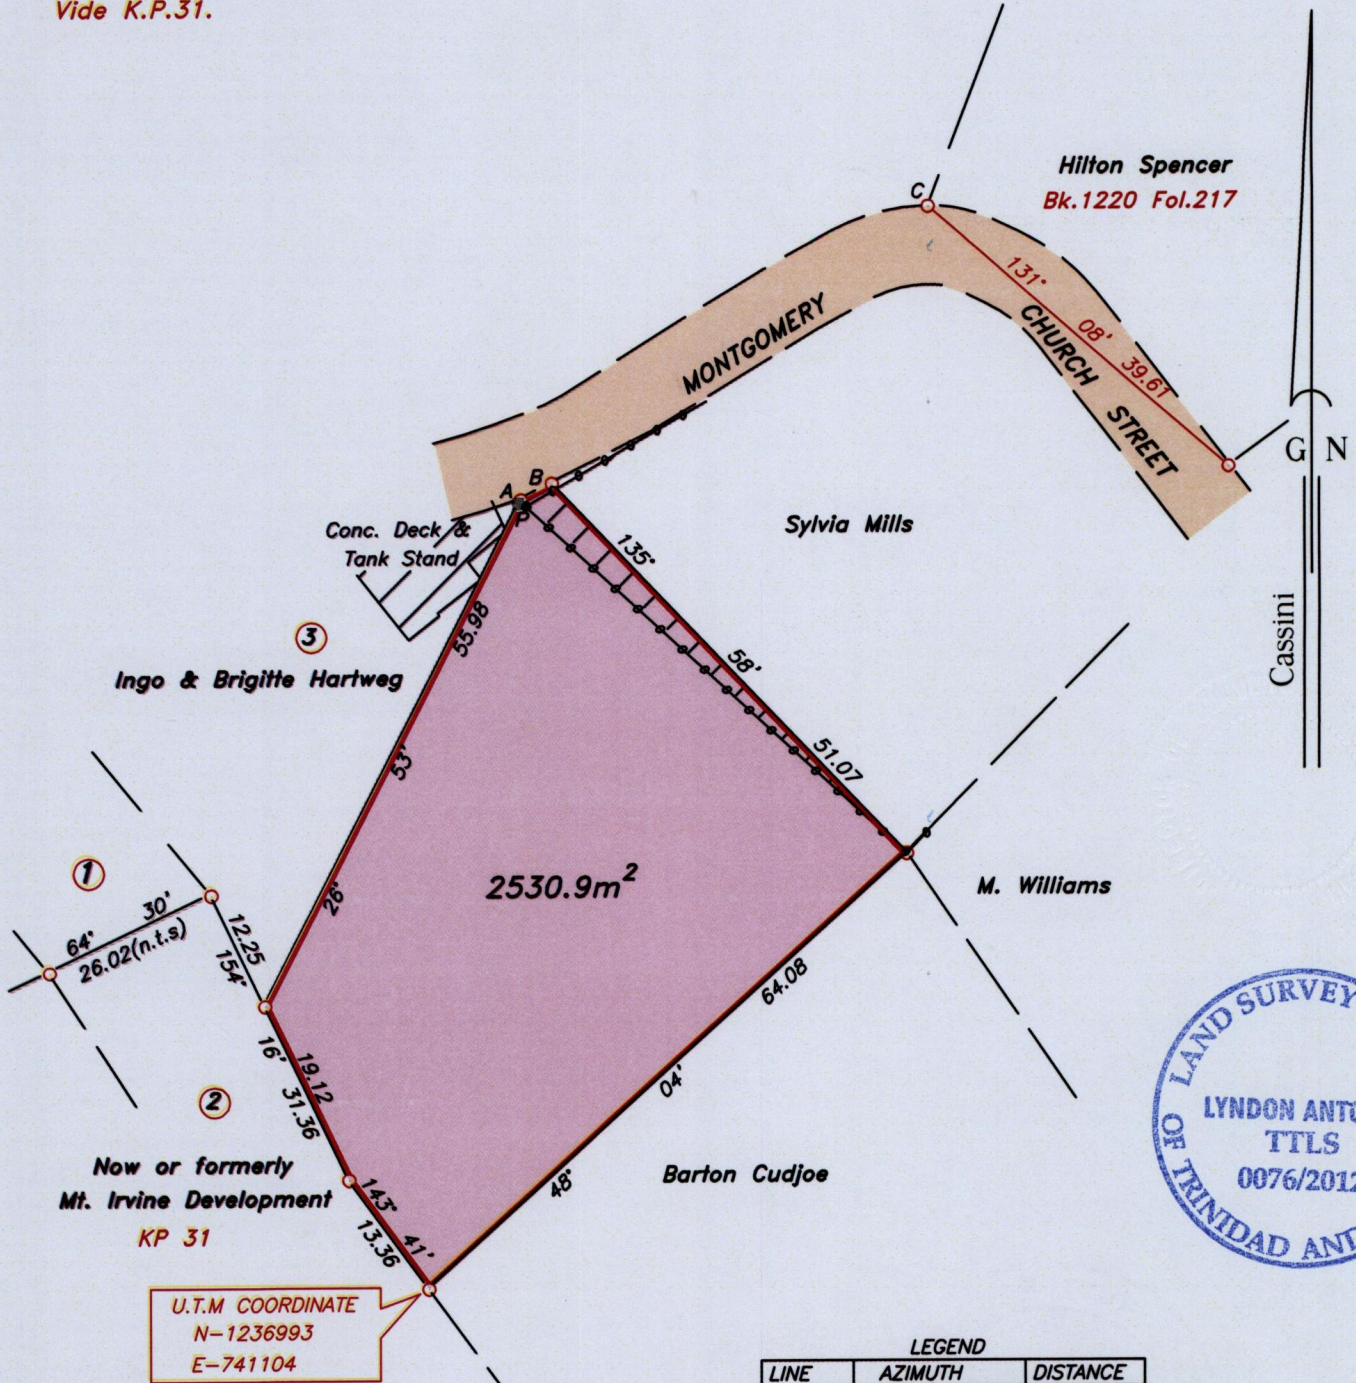 Vide K.P.31.
Hilton Spencer
Bk.1220 Fol.217
C
131°
08'
39.61
MONTGOMERY
CHURCH STREET
G N
Cassini
A
B
P
Conc. Deck &
Tank Stand
Sylvia Mills
135°
58'
51.07
55.98
53'
26°
3
Ingo & Brigitte Hartweg
1
64° 30'
26.02(n.t.s)
12.25
154°
16'
19.12
31.36
2530.9m²
M. Williams
64.08
04'
48°
2
Now or formerly
Mt. Irvine Development
KP 31
143°
41'
13.36
Barton Cudjoe
LAND SURVEY
OF TRINIDAD AND
LYNDON
TTLS
0076/2012
U.T.M COORDINATE
N-1236993
E-741104
LEGEND
LINE AZIMUTH DISTANCE